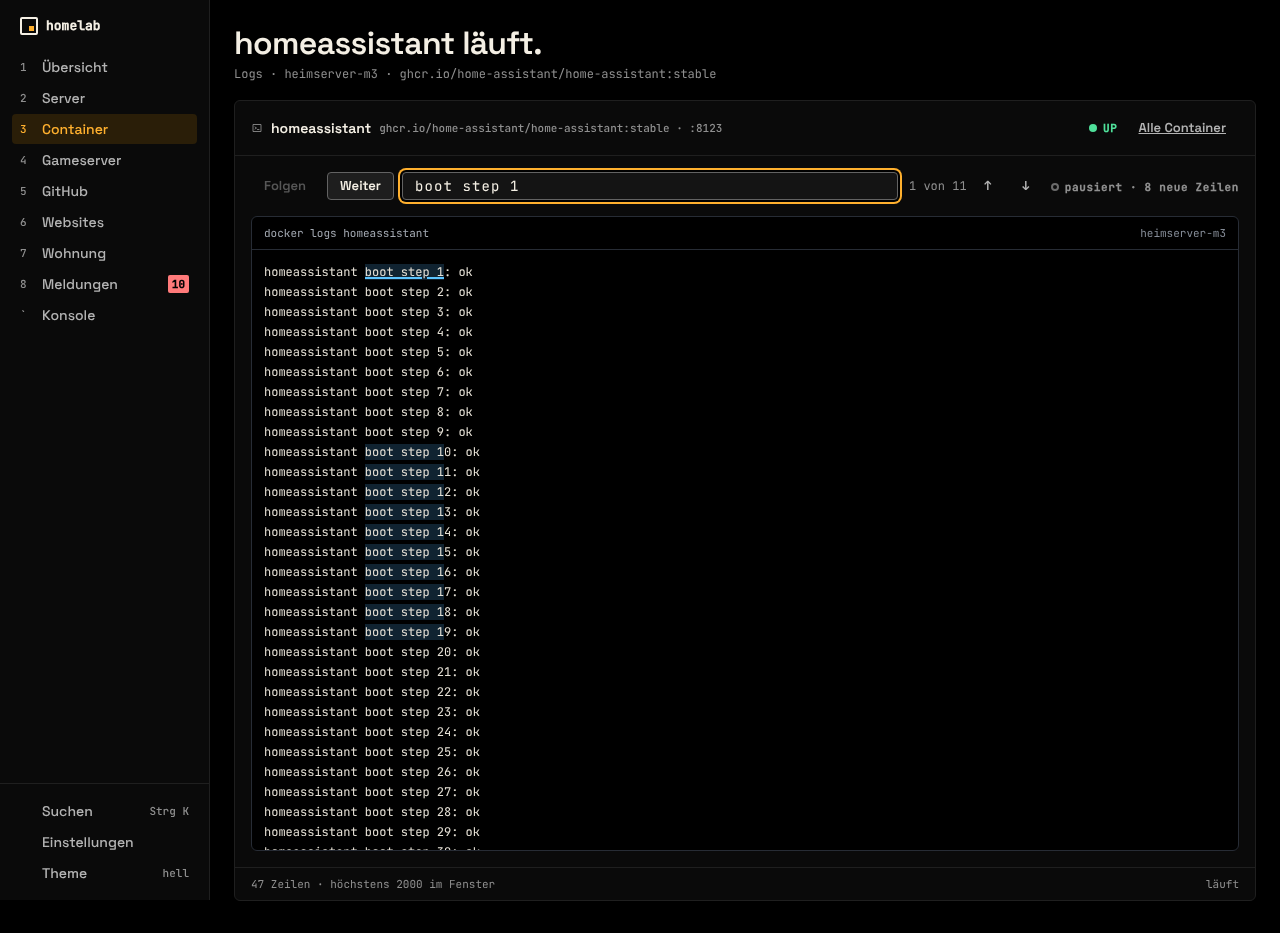 homelab
1 Übersicht
2 Server
3 Container
4 Gameserver
5 GitHub
6 Websites
7 Wohnung
8 Meldungen 10
` Konsole
Suchen Strg K
Einstellungen
Theme hell
homeassistant läuft.
Logs · heimserver-m3 · ghcr.io/home-assistant/home-assistant:stable
homeassistant ghcr.io/home-assistant/home-assistant:stable · :8123 UP Alle Container
Folgen Weiter boot step 1 1 von 11 ↑ ↓ pausiert · 8 neue Zeilen
docker logs homeassistant heimserver-m3
homeassistant boot step 1: ok
homeassistant boot step 2: ok
homeassistant boot step 3: ok
homeassistant boot step 4: ok
homeassistant boot step 5: ok
homeassistant boot step 6: ok
homeassistant boot step 7: ok
homeassistant boot step 8: ok
homeassistant boot step 9: ok
homeassistant boot step 10: ok
homeassistant boot step 11: ok
homeassistant boot step 12: ok
homeassistant boot step 13: ok
homeassistant boot step 14: ok
homeassistant boot step 15: ok
homeassistant boot step 16: ok
homeassistant boot step 17: ok
homeassistant boot step 18: ok
homeassistant boot step 19: ok
homeassistant boot step 20: ok
homeassistant boot step 21: ok
homeassistant boot step 22: ok
homeassistant boot step 23: ok
homeassistant boot step 24: ok
homeassistant boot step 25: ok
homeassistant boot step 26: ok
homeassistant boot step 27: ok
homeassistant boot step 28: ok
homeassistant boot step 29: ok
homeassistant boot step 30: ok
47 Zeilen · höchstens 2000 im Fenster läuft